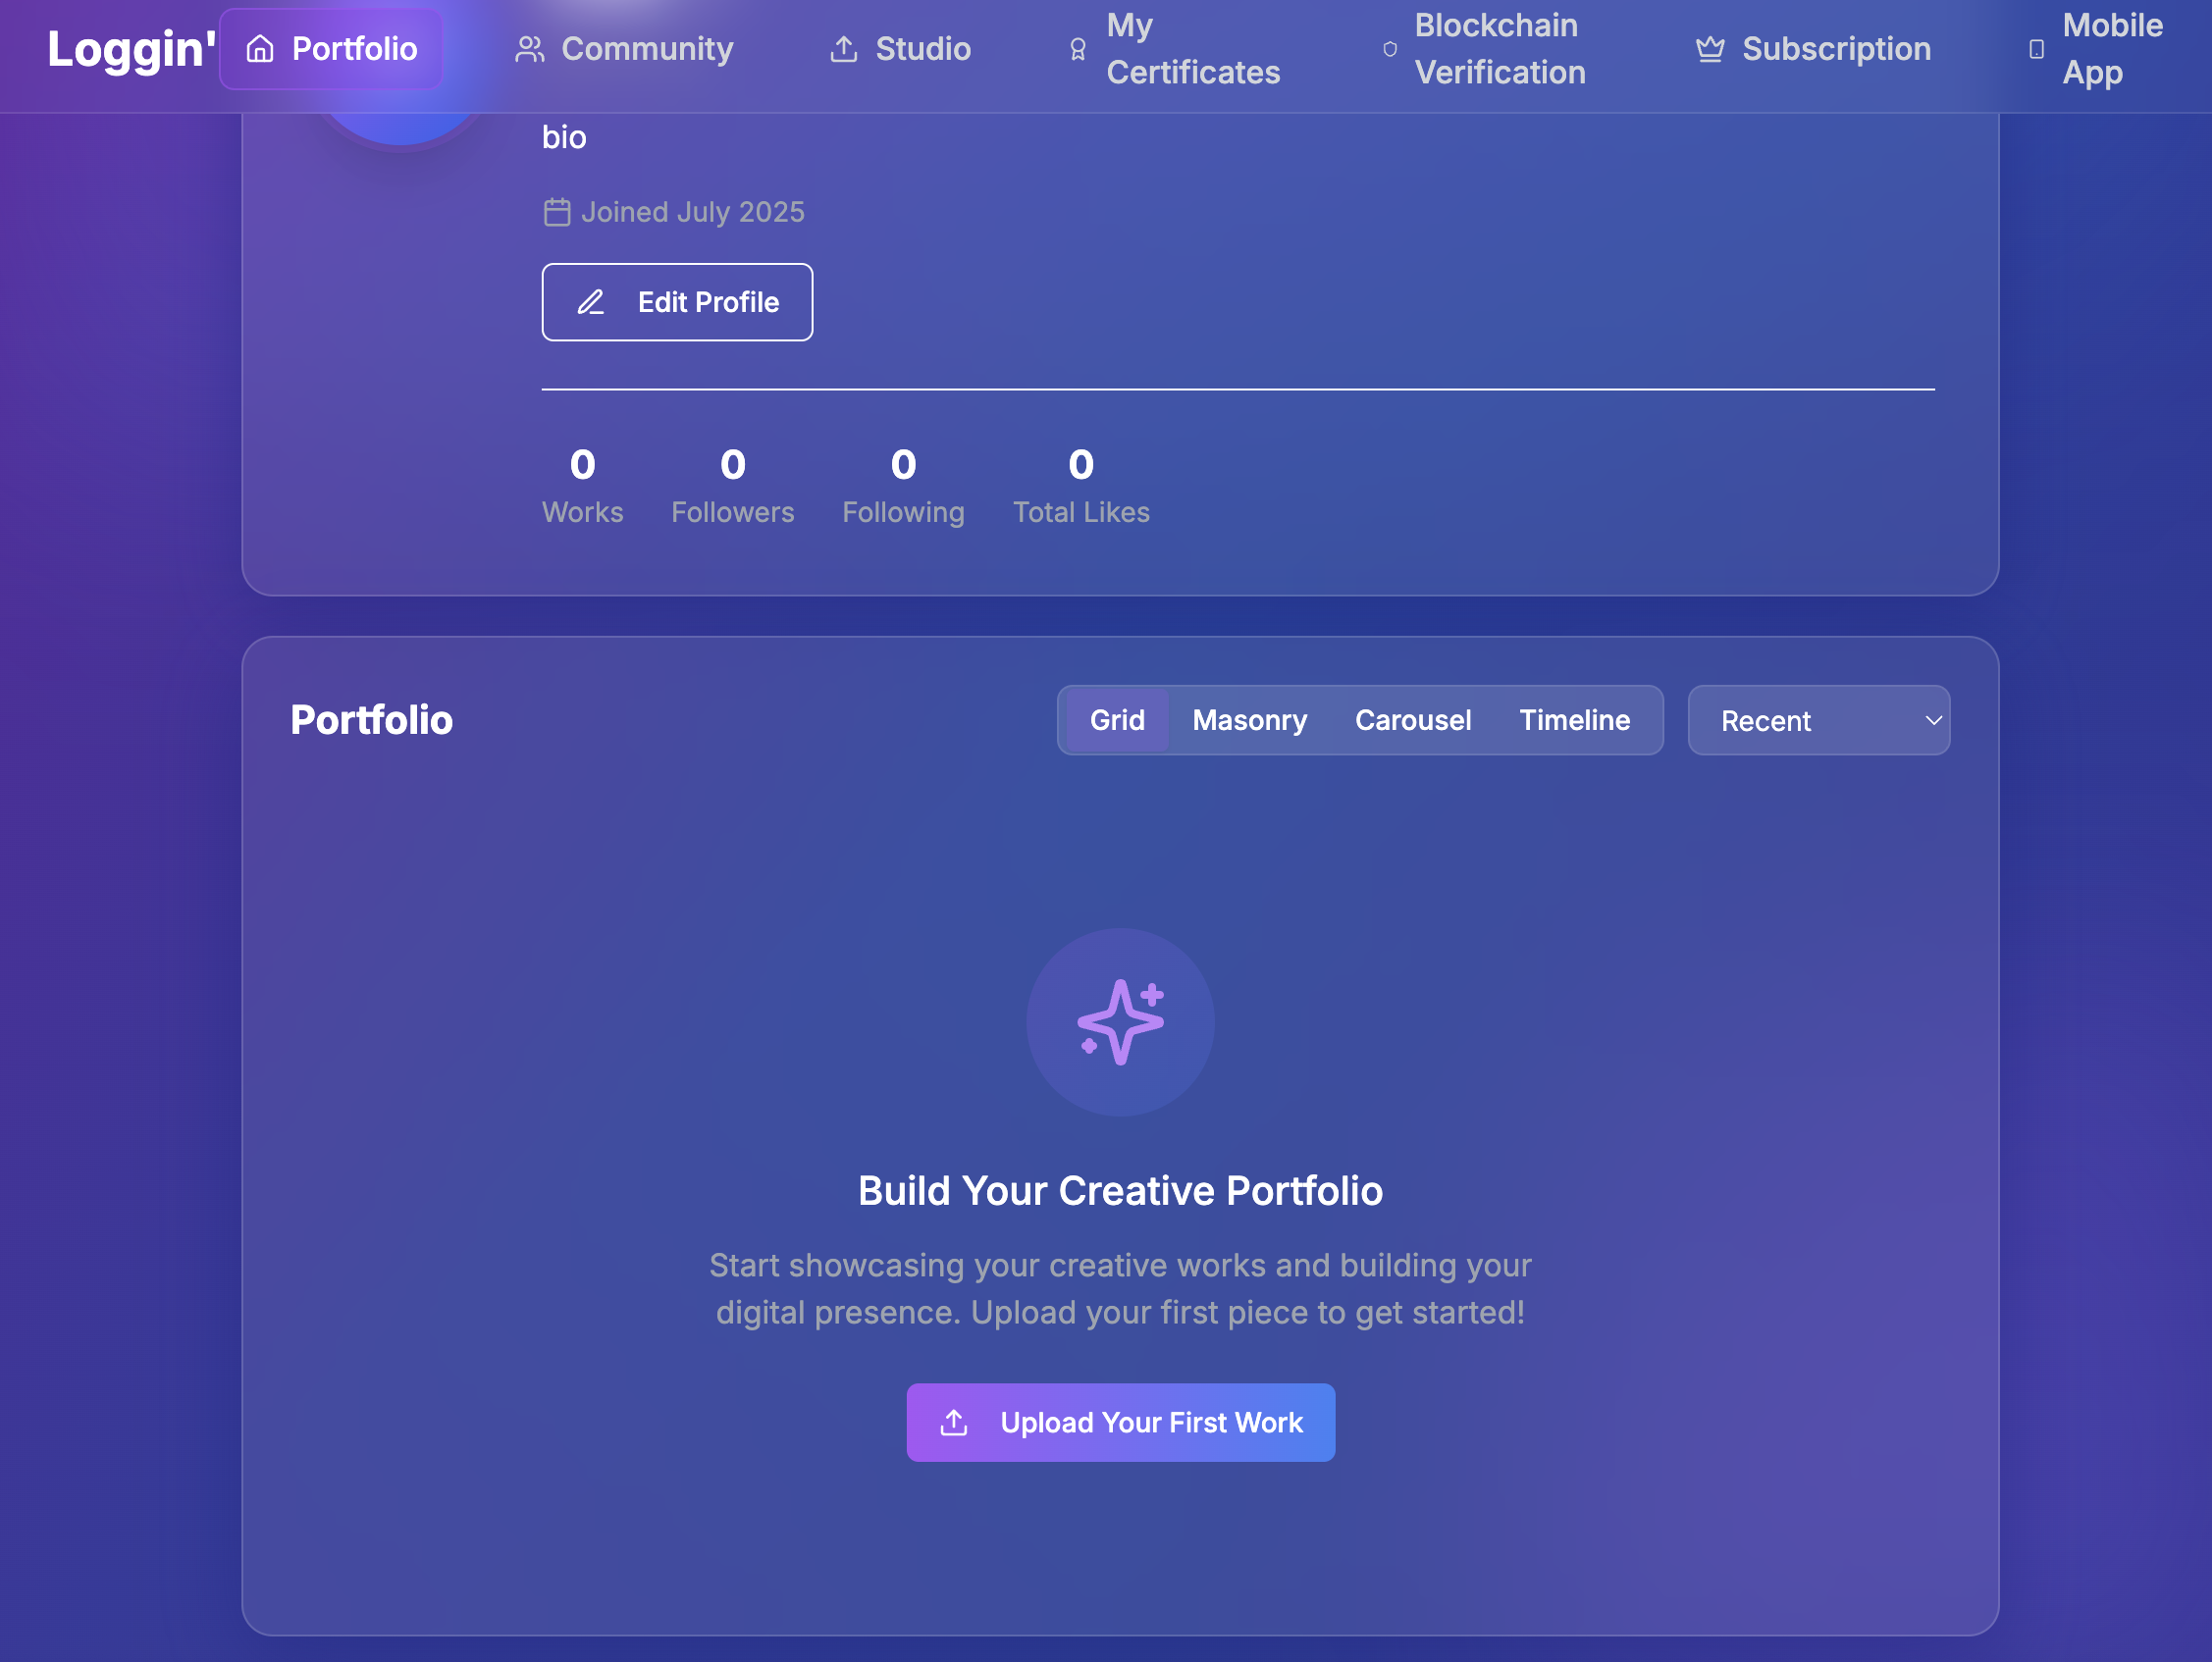 Loggin'
Portfolio
Community
Studio
My
Certificates
Blockchain
Verification
Subscription
Mobile
App
bio
Joined July 2025
Edit Profile
0
Works
0
Followers
0
Following
0
Total Likes
Portfolio
Grid
Masonry
Carousel
Timeline
Recent
Build Your Creative Portfolio
Start showcasing your creative works and building your
digital presence. Upload your first piece to get started!
Upload Your First Work